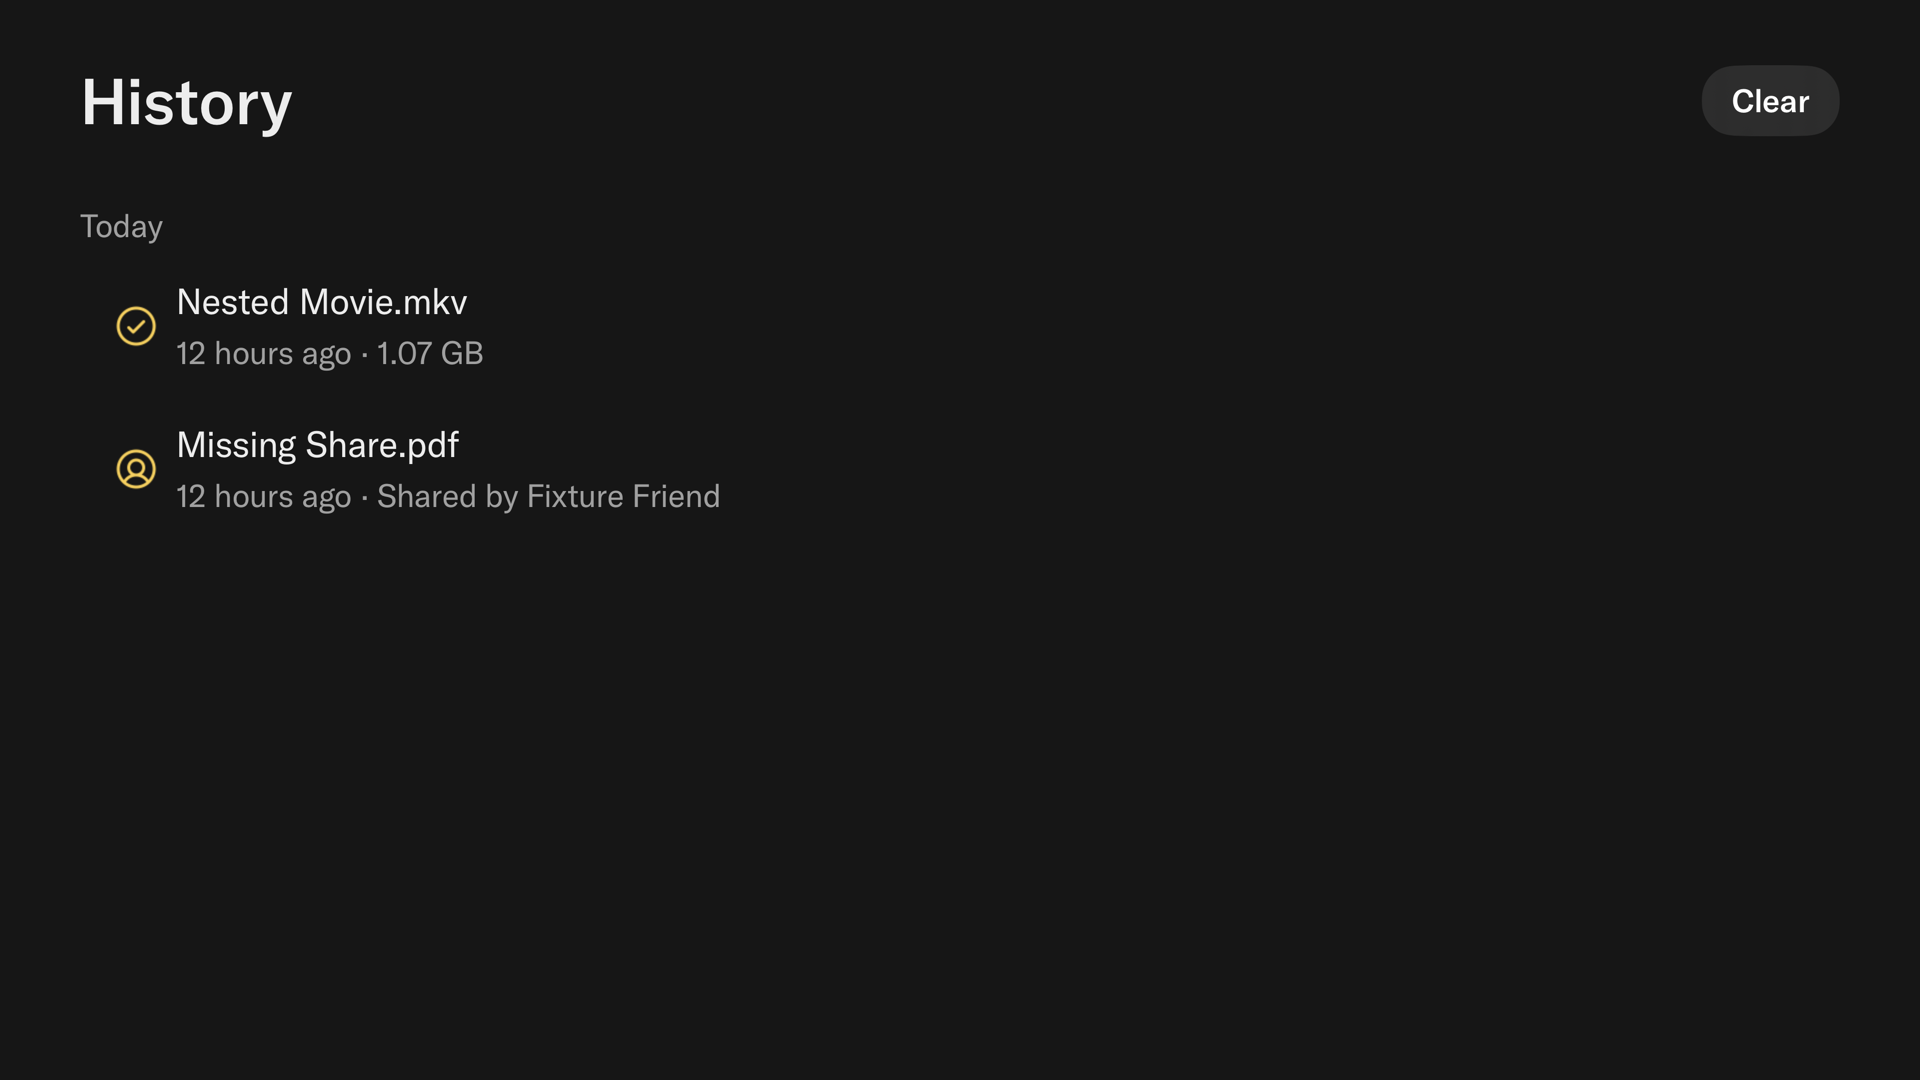 History
Clear
Today
Nested Movie.mkv
12 hours ago · 1.07 GB
Missing Share.pdf
12 hours ago · Shared by Fixture Friend